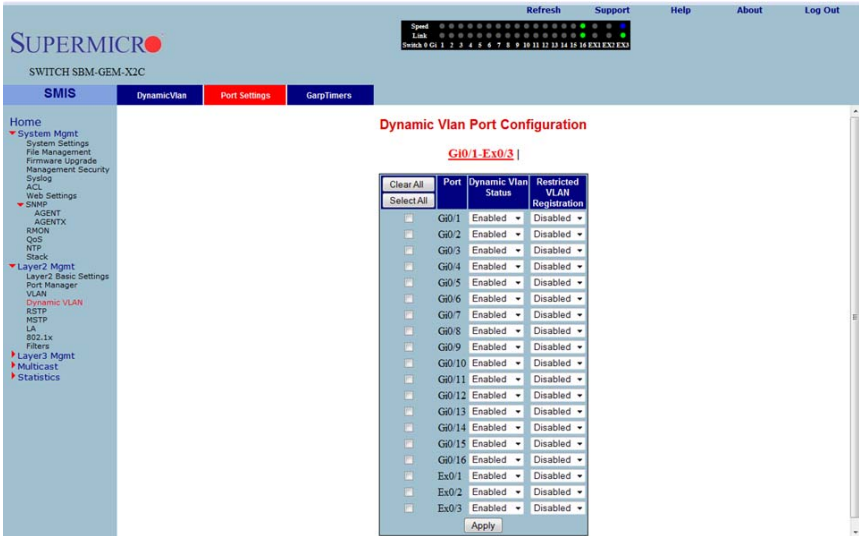 Refresh Support Help About Log Out
Speed
Link
Switch 0 Gi 1 2 3 4 5 6 7 8 9 10 11 12 13 14 15 16 EX1 EX2 EX3
SUPERMICRO
SWITCH SBM-GEM-X2C
SMIS
DynamicVlan Port Settings GarpTimers
Home
System Mgmt
System Settings
File Management
Firmware Upgrade
Management Security
Syslog
ACL
Web Settings
SNMP
AGENT
AGENTX
RMON
QoS
NTP
Stack
Layer2 Mgmt
Layer2 Basic Settings
Port Manager
VLAN
Dynamic VLAN
RSTP
MSTP
LA
802.1x
Filters
Layer3 Mgmt
Multicast
Statistics
Dynamic Vlan Port Configuration
Gi0/1-Ex0/3 |
Clear All
Select All
Port
Dynamic Vlan Status
Restricted VLAN Registration
Gi0/1 Enabled Disabled
Gi0/2 Enabled Disabled
Gi0/3 Enabled Disabled
Gi0/4 Enabled Disabled
Gi0/5 Enabled Disabled
Gi0/6 Enabled Disabled
Gi0/7 Enabled Disabled
Gi0/8 Enabled Disabled
Gi0/9 Enabled Disabled
Gi0/10 Enabled Disabled
Gi0/11 Enabled Disabled
Gi0/12 Enabled Disabled
Gi0/13 Enabled Disabled
Gi0/14 Enabled Disabled
Gi0/15 Enabled Disabled
Gi0/16 Enabled Disabled
Ex0/1 Enabled Disabled
Ex0/2 Enabled Disabled
Ex0/3 Enabled Disabled
Apply